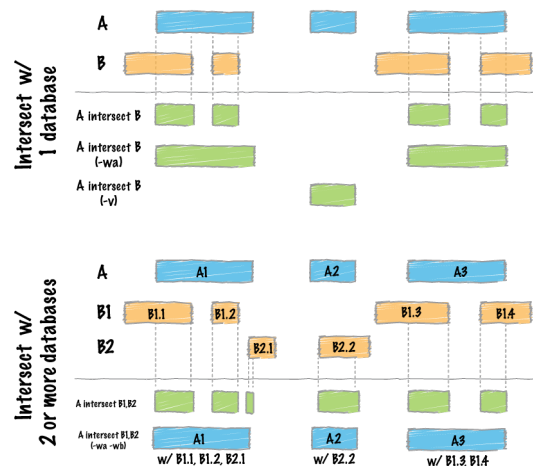 Intersect w/
1 database
A
B
A intersect B
A intersect B
(-wa)
A intersect B
(-v)
Intersect w/
2 or more databases
A
A1
A2
A3
B1
B1.1
B1.2
B1.3
B1.4
B2
B2.1
B2.2
A intersect B1,B2
A intersect B1,B2
(-wa -wb)
A1
A2
A3
w/ B1.1, B1.2, B2.1
w/ B2.2
w/ B1.3, B1.4